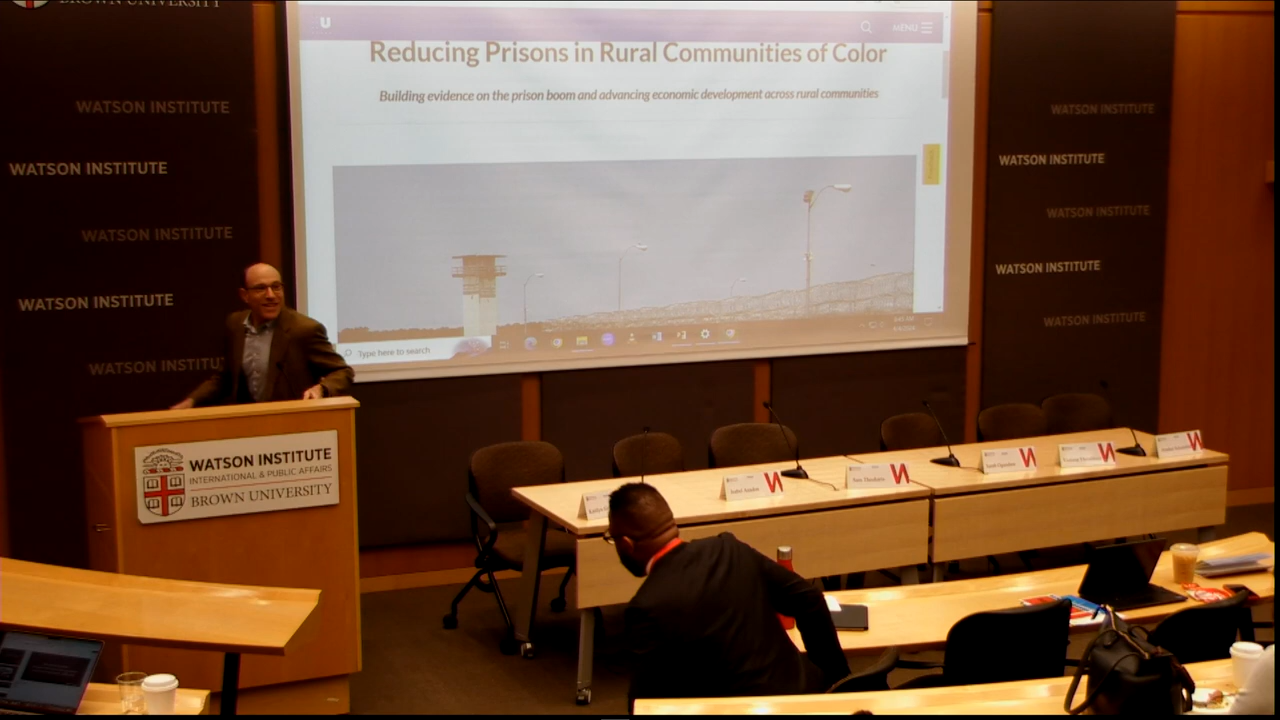 BROWN UNIVERSITY
U
MENU
Reducing Prisons in Rural Communities of Color
Building evidence on the prison boom and advancing economic development across rural communities
WATSON INSTITUTE
WATSON INSTITUTE
WATSON INSTITUTE
WATSON INSTITUTE
WATSON INSTITU
WATSON INSTITUTE
WATSON INSTITUTE
WATSON INSTITUTE
WATSON INSTITUTE
WATSON INSTITUTE
Type here to search
WATSON INSTITUTE
INTERNATIONAL & PUBLIC AFFAIRS
BROWN UNIVERSITY